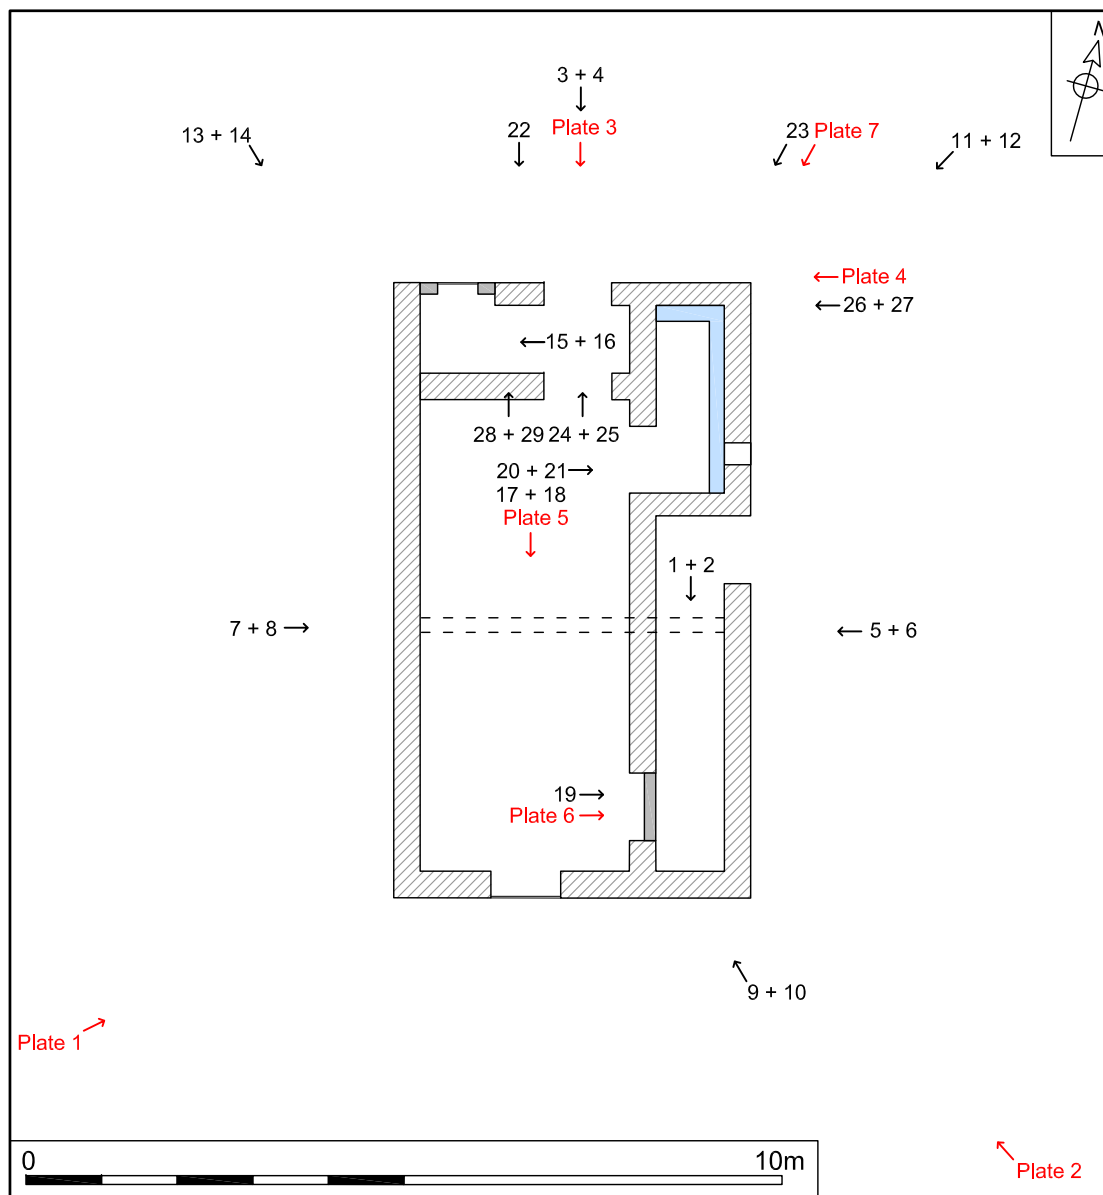 N
3 + 4
13 + 14
22
Plate 3
23 Plate 7
11 + 12
Plate 4
26 + 27
15 + 16
28 + 29 24 + 25
20 + 21
17 + 18
Plate 5
1 + 2
7 + 8
5 + 6
19
Plate 6
9 + 10
Plate 1
0 10m
Plate 2